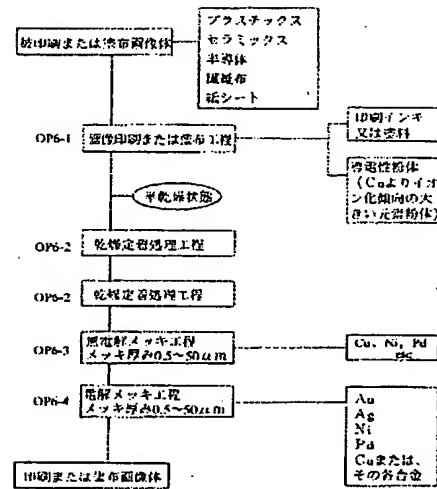 被印刷または塗布画像体
プラスチックス
セラミックス
半導体
紙シート
OP6-1
画像印刷または塗布工程
印刷インキ
又は塗料
導電性粉体
(Cuよりイオ
ン化傾向の大
きい元素粉体)
半乾燥状態
OP6-2
乾燥定着処理工程
OP6-2
乾燥定着処理工程
OP6-3
無電解メッキ工程
メッキ厚み0.5~50μm
Cu、Ni、Pd
etc
OP6-4
電解メッキ工程
メッキ厚み0.5~50μm
Au
Ag
Ni
Pd
Cuまたは、
その各合金
印刷または塗布画像体